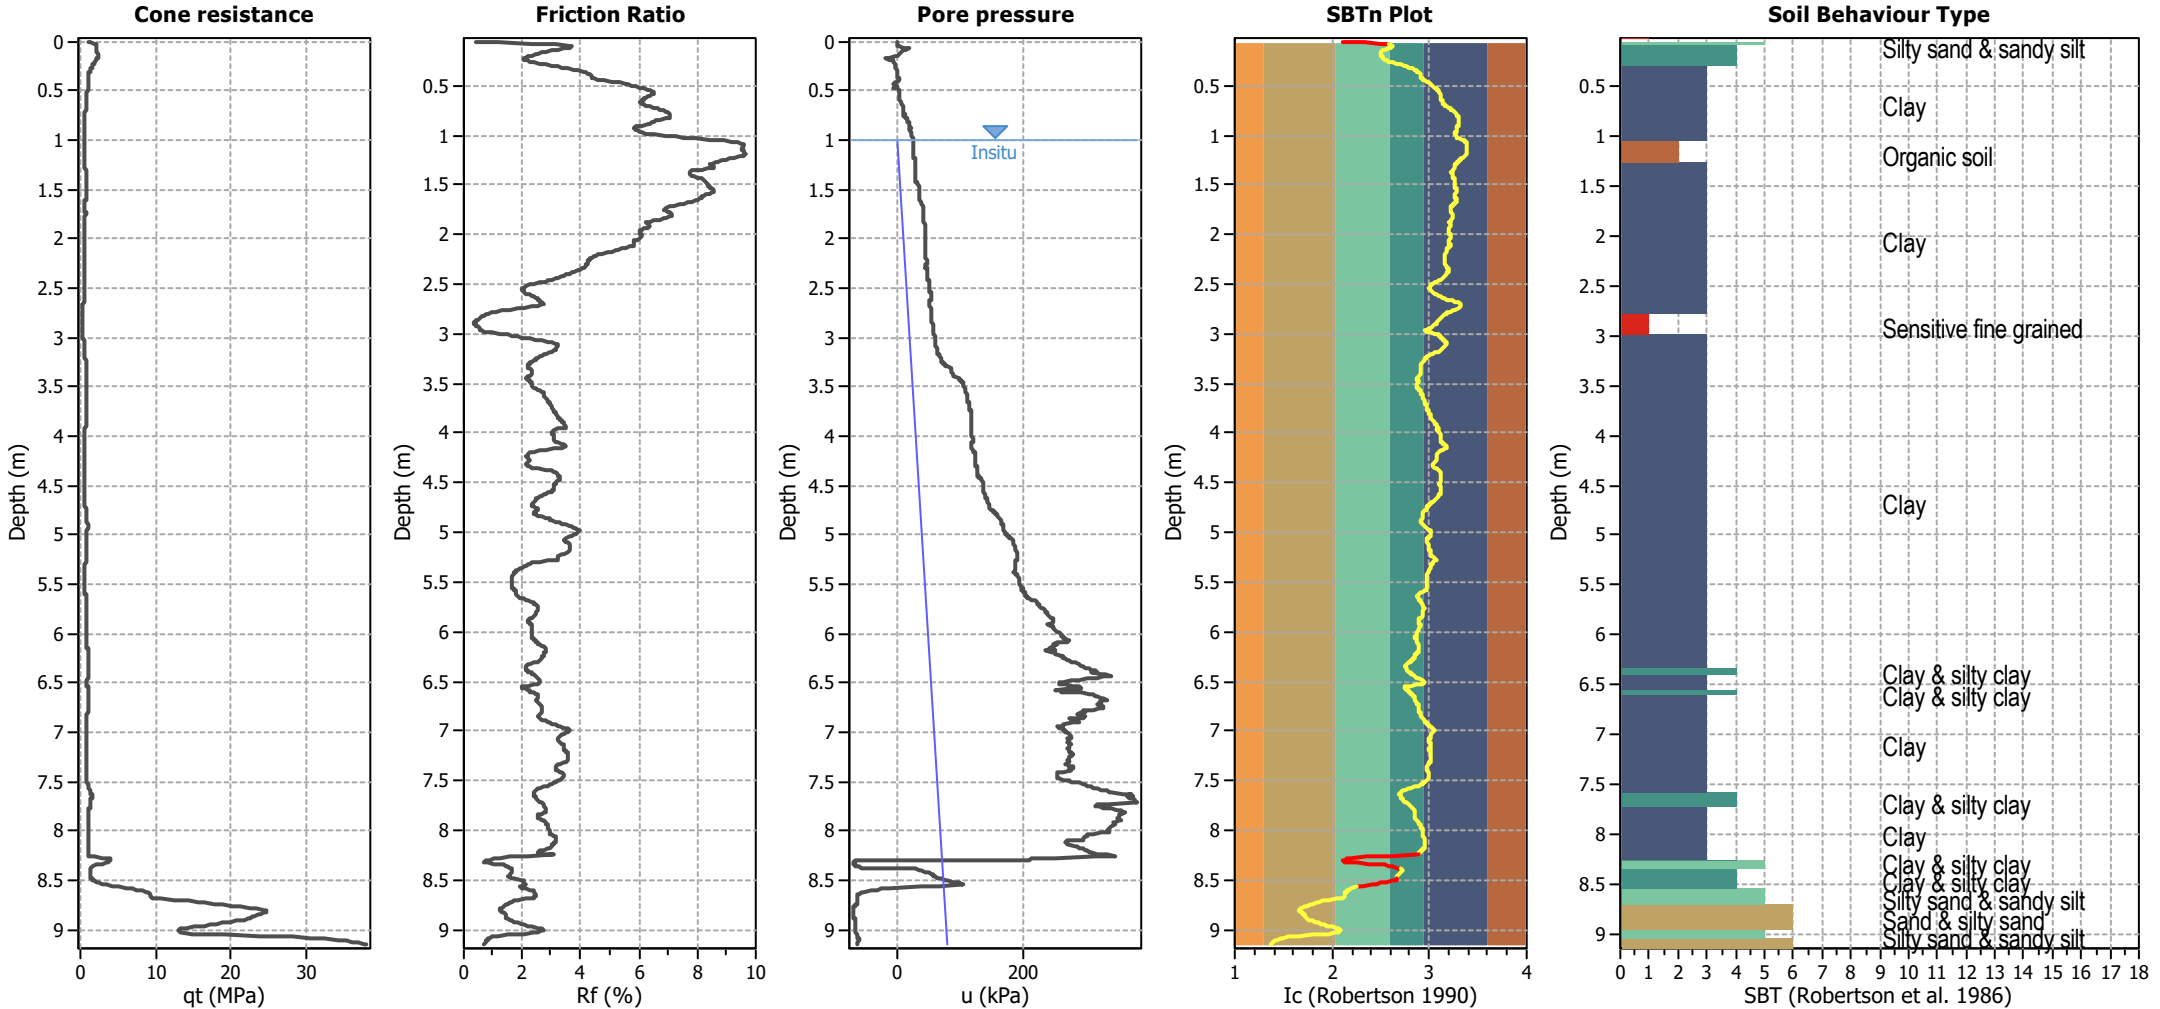 Cone resistance
0
0.5
1
1.5
2
2.5
3
3.5
4
4.5
5
5.5
6
6.5
7
7.5
8
8.5
9
Depth (m)
0 10 20 30
qt (MPa)
Friction Ratio
0.5
1
1.5
2
2.5
3
3.5
4
4.5
5
5.5
6
6.5
7
7.5
8
8.5
9
Depth (m)
0 2 4 6 8 10
Rf (%)
Pore pressure
0
0.5
1
1.5
2
2.5
3
3.5
4
4.5
5
5.5
6
6.5
7
7.5
8
8.5
9
Depth (m)
Insitu
0 200
u (kPa)
SBTn Plot
0.5
1
1.5
2
2.5
3
3.5
4
4.5
5
5.5
6
6.5
7
7.5
8
8.5
9
Depth (m)
1 2 3 4
Ic (Robertson 1990)
Soil Behaviour Type
0.5
1
1.5
2
2.5
3
3.5
4
4.5
5
5.5
6
6.5
7
7.5
8
8.5
9
Depth (m)
Silty sand & sandy silt
Clay
Organic soil
Clay
Sensitive fine grained
Clay
Clay & silty clay
Clay & silty clay
Clay
Clay & silty clay
Clay
Clay & silty clay
Clay & silty clay
Silty sand & sandy silt
Sand & silty sand
Silty sand & sandy silt
0 1 2 3 4 5 6 7 8 9 10 11 12 13 14 15 16 17 18
SBT (Robertson et al. 1986)